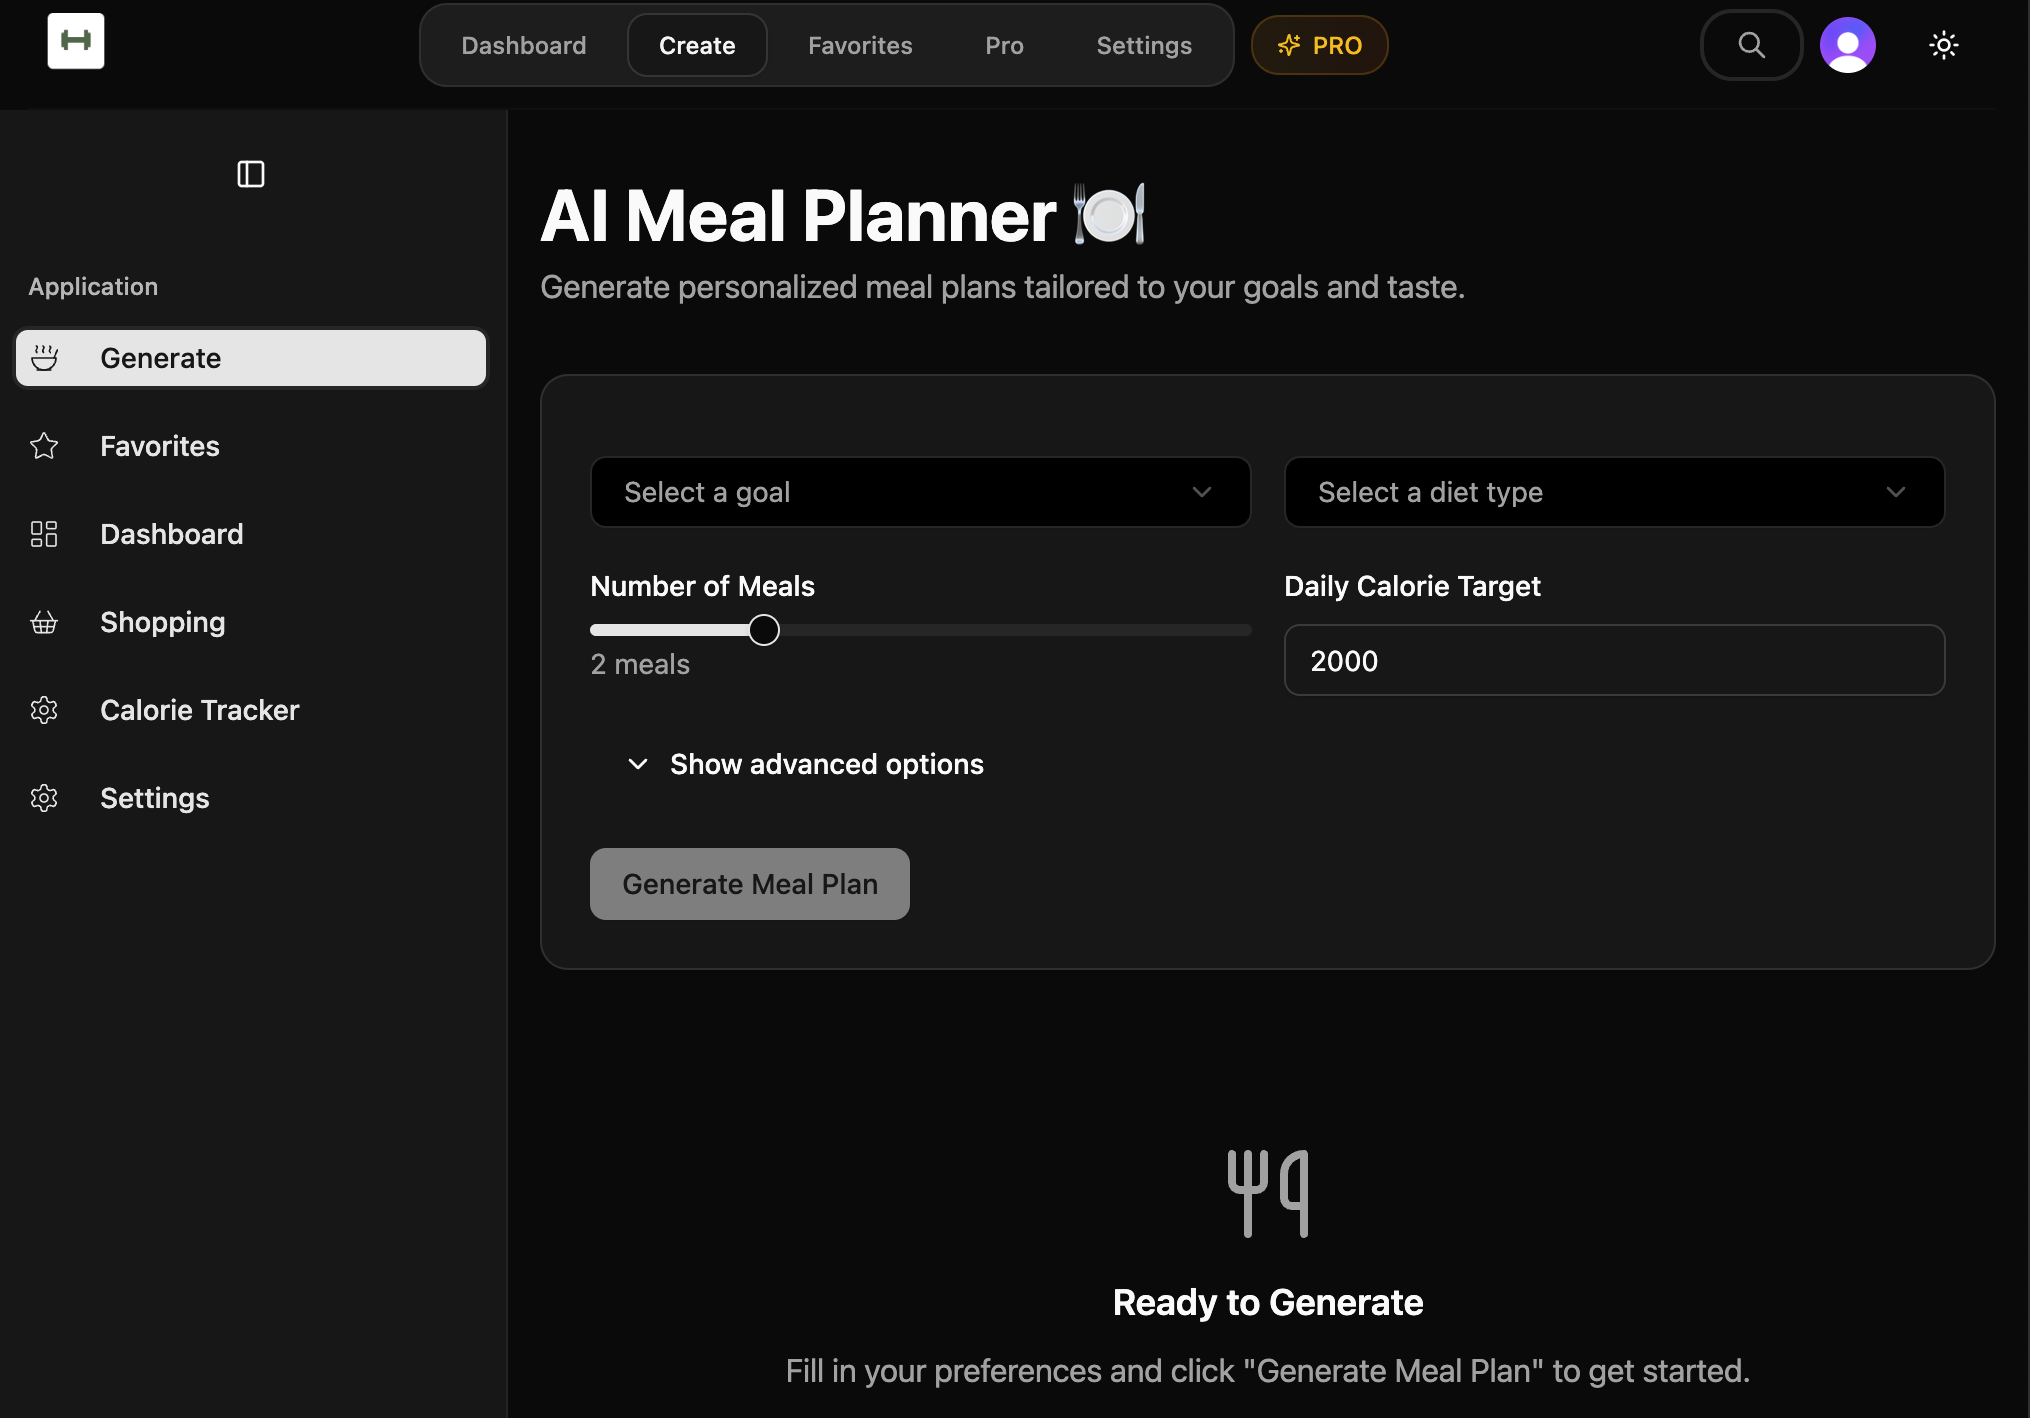 Dashboard
Create
Favorites
Pro
Settings
PRO
Application
Generate
Favorites
Dashboard
Shopping
Calorie Tracker
Settings
AI Meal Planner 🍽️
Generate personalized meal plans tailored to your goals and taste.
Select a goal
Select a diet type
Number of Meals
2 meals
Daily Calorie Target
2000
Show advanced options
Generate Meal Plan
Ready to Generate
Fill in your preferences and click "Generate Meal Plan" to get started.